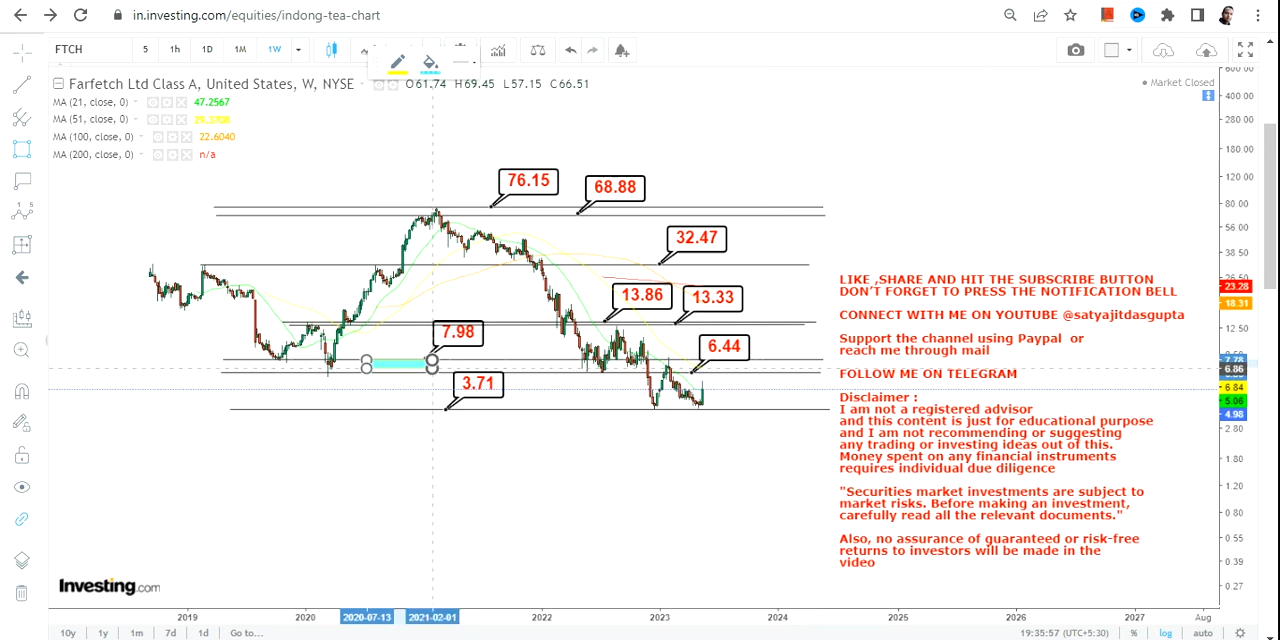 in.investing.com/equities/indong-tea-chart
FTCH 5 1h 1D 1M 1W
Farfetch Ltd Class A, United States, W, NYSE O61.74 H69.45 L57.15 C66.51
Market Closed
MA (21, close, 0) 47.2567
MA (51, close, 0)
MA (100, close, 0) 22.6040
MA (200, close, 0) n/a
600.00
400.00
280.00
180.00
120.00
80.00
56.00
38.50
12.50
2.80
1.80
1.20
0.80
0.55
0.39
0.27
76.15
68.88
32.47
13.86
13.33
7.98
6.44
3.71
23.28
18.31
7.78
6.86
6.84
5.06
4.98
LIKE ,SHARE AND HIT THE SUBSCRIBE BUTTON
DON'T FORGET TO PRESS THE NOTIFICATION BELL
CONNECT WITH ME ON YOUTUBE @satyajitdasgupta
Support the channel using Paypal or
reach me through mail
FOLLOW ME ON TELEGRAM
Disclaimer :
I am not a registered advisor
and this content is just for educational purpose
and I am not recommending or suggesting
any trading or investing ideas out of this.
Money spent on any financial instruments
requires individual due diligence
"Securities market investments are subject to
market risks. Before making an investment,
carefully read all the relevant documents."
Also, no assurance of guaranteed or risk-free
returns to investors will be made in the
video
Investing.com
2019 2020 2020-07-13 2021-02-01 2022 2023 2024 2025 2026 2027 Aug
10y 1y 1m 7d 1d Go to...
19:35:57 (UTC+5:30) % log auto